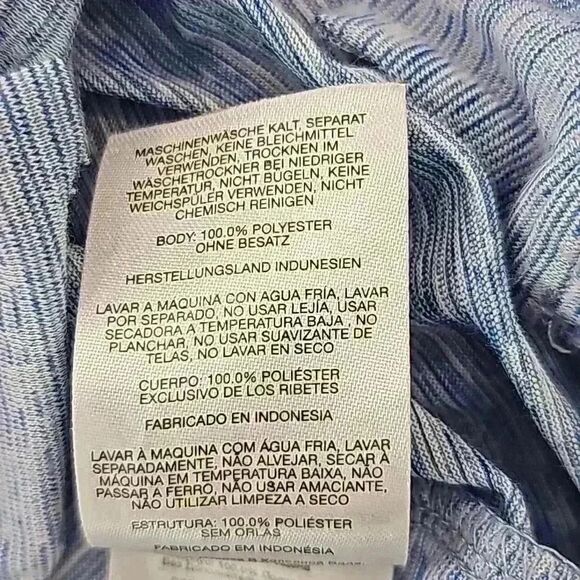 MASCHINENWÄSCHE KALT, SEPARAT
WASCHEN, KEINE BLEICHMITTEL
VERWENDEN, TROCKNEN IM
WÄSCHETROCKNER BEI NIEDRIGER
TEMPERATUR, NICHT BÜGELN, KEINE
WEICHSPÜLER VERWENDEN, NICHT
CHEMISCH REINIGEN
BODY: 100.0% POLYESTER
OHNE BESATZ
HERSTELLUNGSLAND INDUNESIEN
LAVAR A MAQUINA CON AGUA FRÍA, LAVAR
POR SEPARADO, NO USAR LEJÍA, USAR
SECADORA A TEMPERATURA BAJA , NO
PLANCHAR, NO USAR SUAVIZANTE DE
TELAS, NO LAVAR EN SECO
CUERPO: 100.0% POLIÉSTER
EXCLUSIVO DE LOS RIBETES
FABRICADO EN INDONESIA
LAVAR À MAQUINA COM ÁGUA FRIA, LAVAR
SEPARADAMENTE, NÃO ALVEJAR, SECAR À
MÁQUINA EM TEMPERATURA BAIXA, NÃO
PASSAR A FERRO, NÃO USAR AMACIANTE,
NÃO UTILIZAR LIMPEZA A SECO
ESTRUTURA: 100.0% POLIÉSTER
SEM ORLAS
FABRICADO EM INDONÉSIA